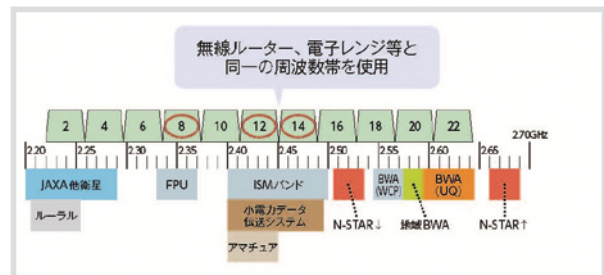 無線ルーター、電子レンジ等と
同一の周波数帯を使用
2 4 6 8 10 12 14 16 18 20 22
2.20 2.25 2.30 2.35 2.40 2.45 2.50 2.55 2.60 2.65 2.70GHz
JAXA他衛星 FPU ISMバンド BWA BWA
(WCP) (UQ)
ルーラル 小電力データ
伝送システム N-STAR↓ 地域BWA N-STAR↑
アマチュア